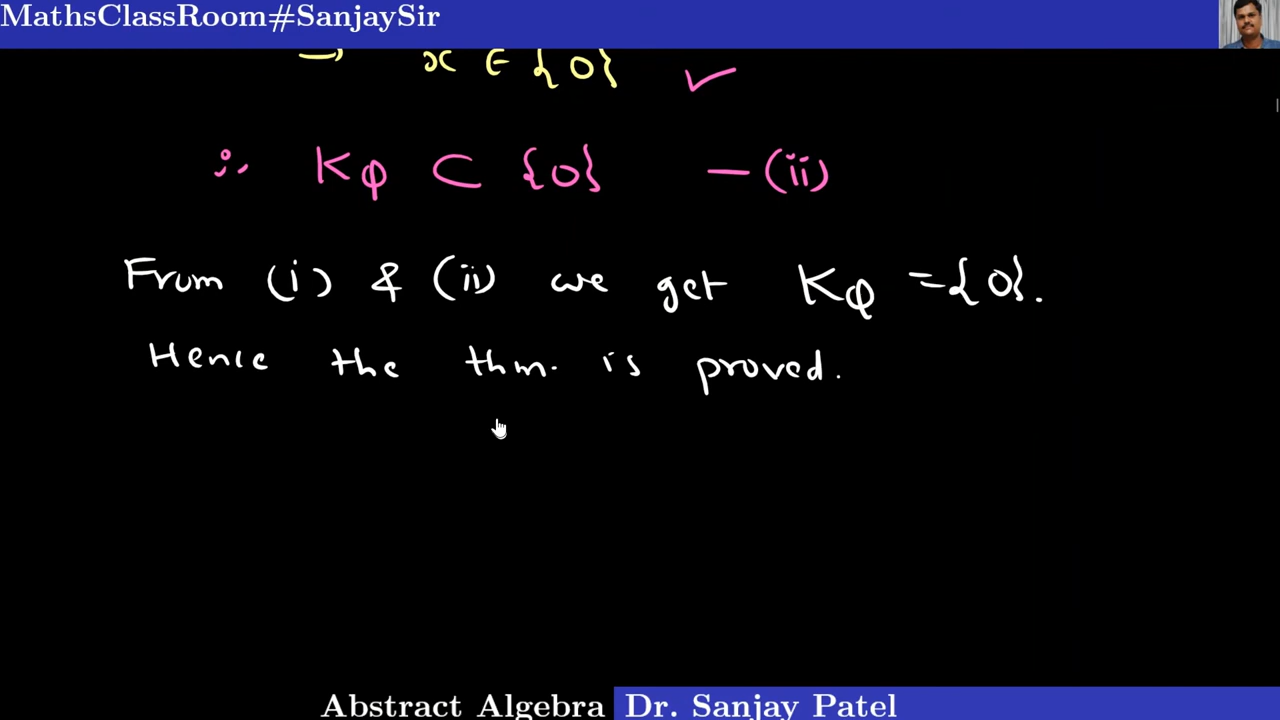 MathsClassRoom#SanjaySir
→ x ∈ {0} ✓
∴ Kφ ⊂ {0} — (ii)
From (i) & (ii) we get Kφ = {0}.
Hence the thm. is proved.
Abstract Algebra Dr. Sanjay Patel